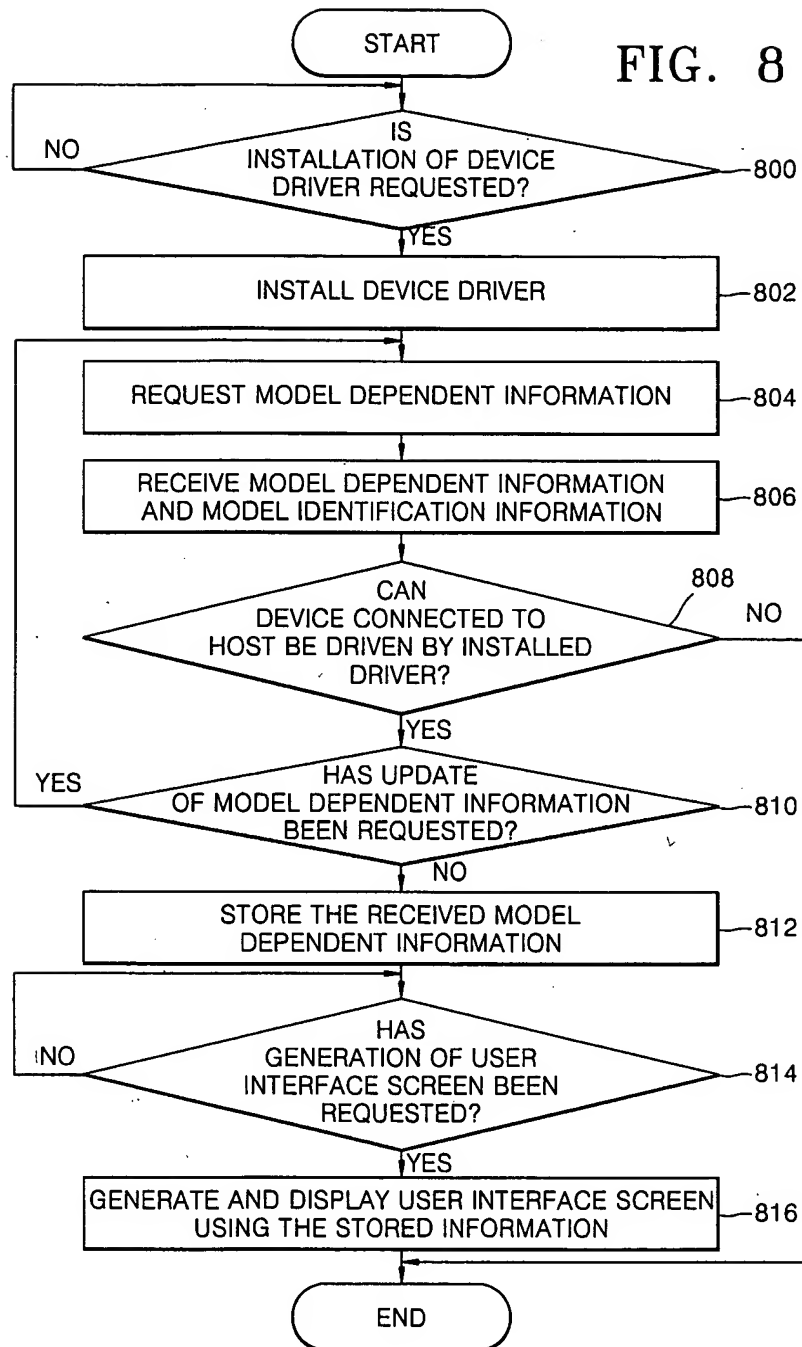 START
FIG. 8
IS
INSTALLATION OF DEVICE
DRIVER REQUESTED?
NO
800
YES
INSTALL DEVICE DRIVER
802
REQUEST MODEL DEPENDENT INFORMATION
804
RECEIVE MODEL DEPENDENT INFORMATION
AND MODEL IDENTIFICATION INFORMATION
806
CAN
DEVICE CONNECTED TO
HOST BE DRIVEN BY INSTALLED
DRIVER?
808
NO
YES
HAS UPDATE
OF MODEL DEPENDENT INFORMATION
BEEN REQUESTED?
YES
810
NO
STORE THE RECEIVED MODEL
DEPENDENT INFORMATION
812
HAS
GENERATION OF USER
INTERFACE SCREEN BEEN
REQUESTED?
NO
814
YES
GENERATE AND DISPLAY USER INTERFACE SCREEN
USING THE STORED INFORMATION
816
END